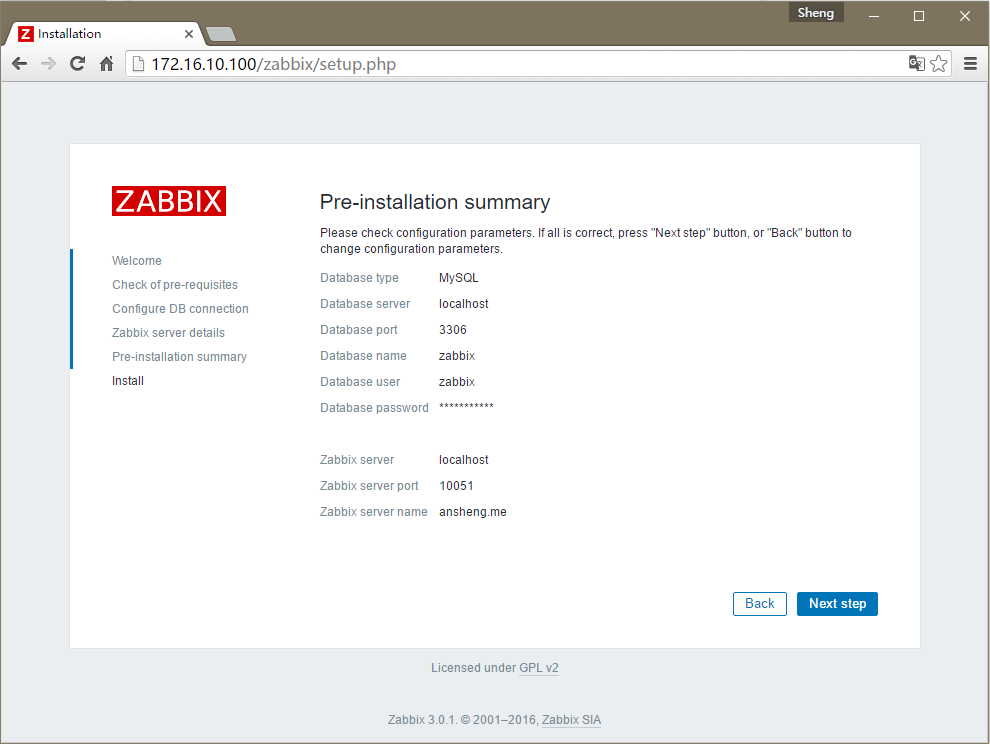 Sheng
Installation
172.16.10.100/zabbix/setup.php
ZABBIX
Welcome
Check of pre-requisites
Configure DB connection
Zabbix server details
Pre-installation summary
Install
Pre-installation summary
Please check configuration parameters. If all is correct, press "Next step" button, or "Back" button to
change configuration parameters.
Database type MySQL
Database server localhost
Database port 3306
Database name zabbix
Database user zabbix
Database password ***********
Zabbix server localhost
Zabbix server port 10051
Zabbix server name ansheng.me
Back Next step
Licensed under GPL v2
Zabbix 3.0.1. © 2001–2016, Zabbix SIA